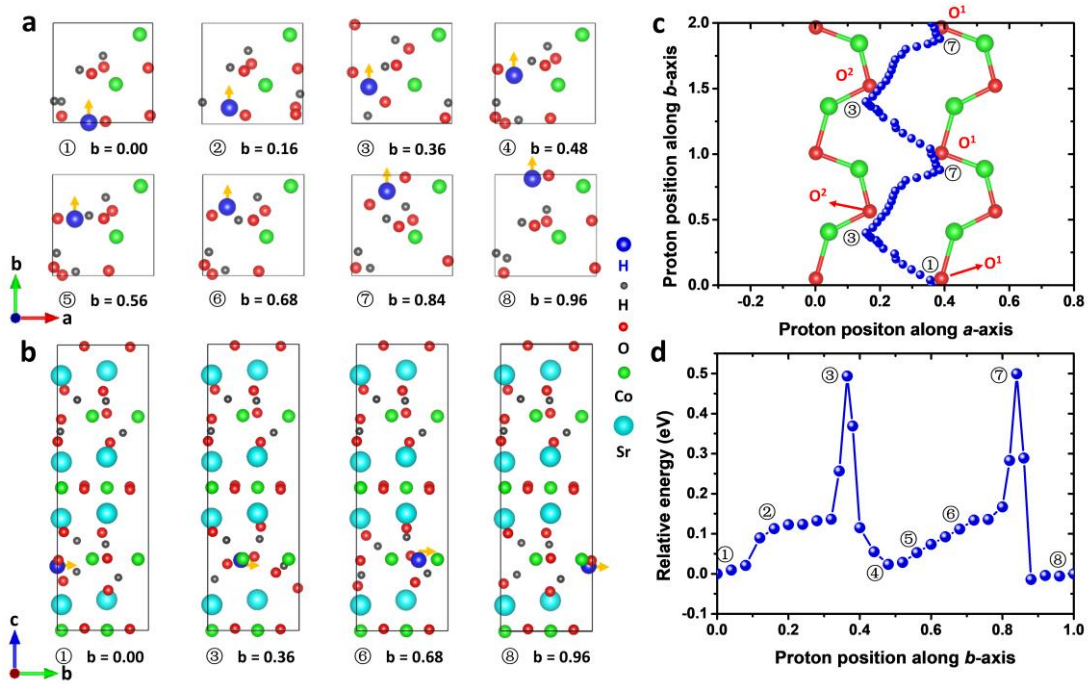 a
① b = 0.00
② b = 0.16
③ b = 0.36
④ b = 0.48
⑤ b = 0.56
⑥ b = 0.68
⑦ b = 0.84
⑧ b = 0.96
b
a
H
H
O
Co
Sr
b
① b = 0.00
③ b = 0.36
⑥ b = 0.68
⑧ b = 0.96
c
b
c
Proton position along b-axis
2.0
1.5
1.0
0.5
0.0
-0.2
0.0
0.2
0.4
0.6
0.8
Proton positon along a-axis
O¹
⑦
O²
③
O¹
⑦
O²
③
①
O¹
d
Relative energy (eV)
0.5
0.4
0.3
0.2
0.1
0.0
-0.1
0.0
0.2
0.4
0.6
0.8
1.0
Proton position along b-axis
①
②
③
④
⑤
⑥
⑦
⑧